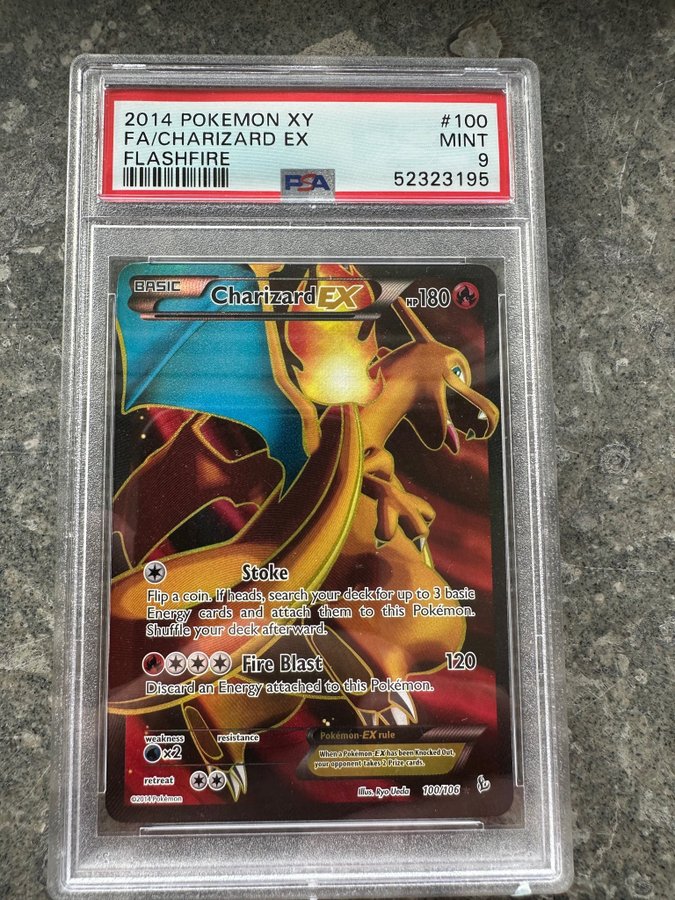 2014 POKEMON XY #100
FA/CHARIZARD EX MINT
FLASHFIRE 9
PSA 52323195
BASIC Charizard EX HP180
Stoke
Flip a coin. If heads, search your deck for up to 3 basic
Energy cards and attach them to this Pokémon.
Shuffle your deck afterward.
Fire Blast 120
Discard an Energy attached to this Pokémon.
weakness resistance
×2
Pokémon-EX rule
When a Pokémon-EX has been Knocked Out,
your opponent takes 2 Prize cards.
retreat
©2014 Pokémon Illus. Ryo Ueda 100/106